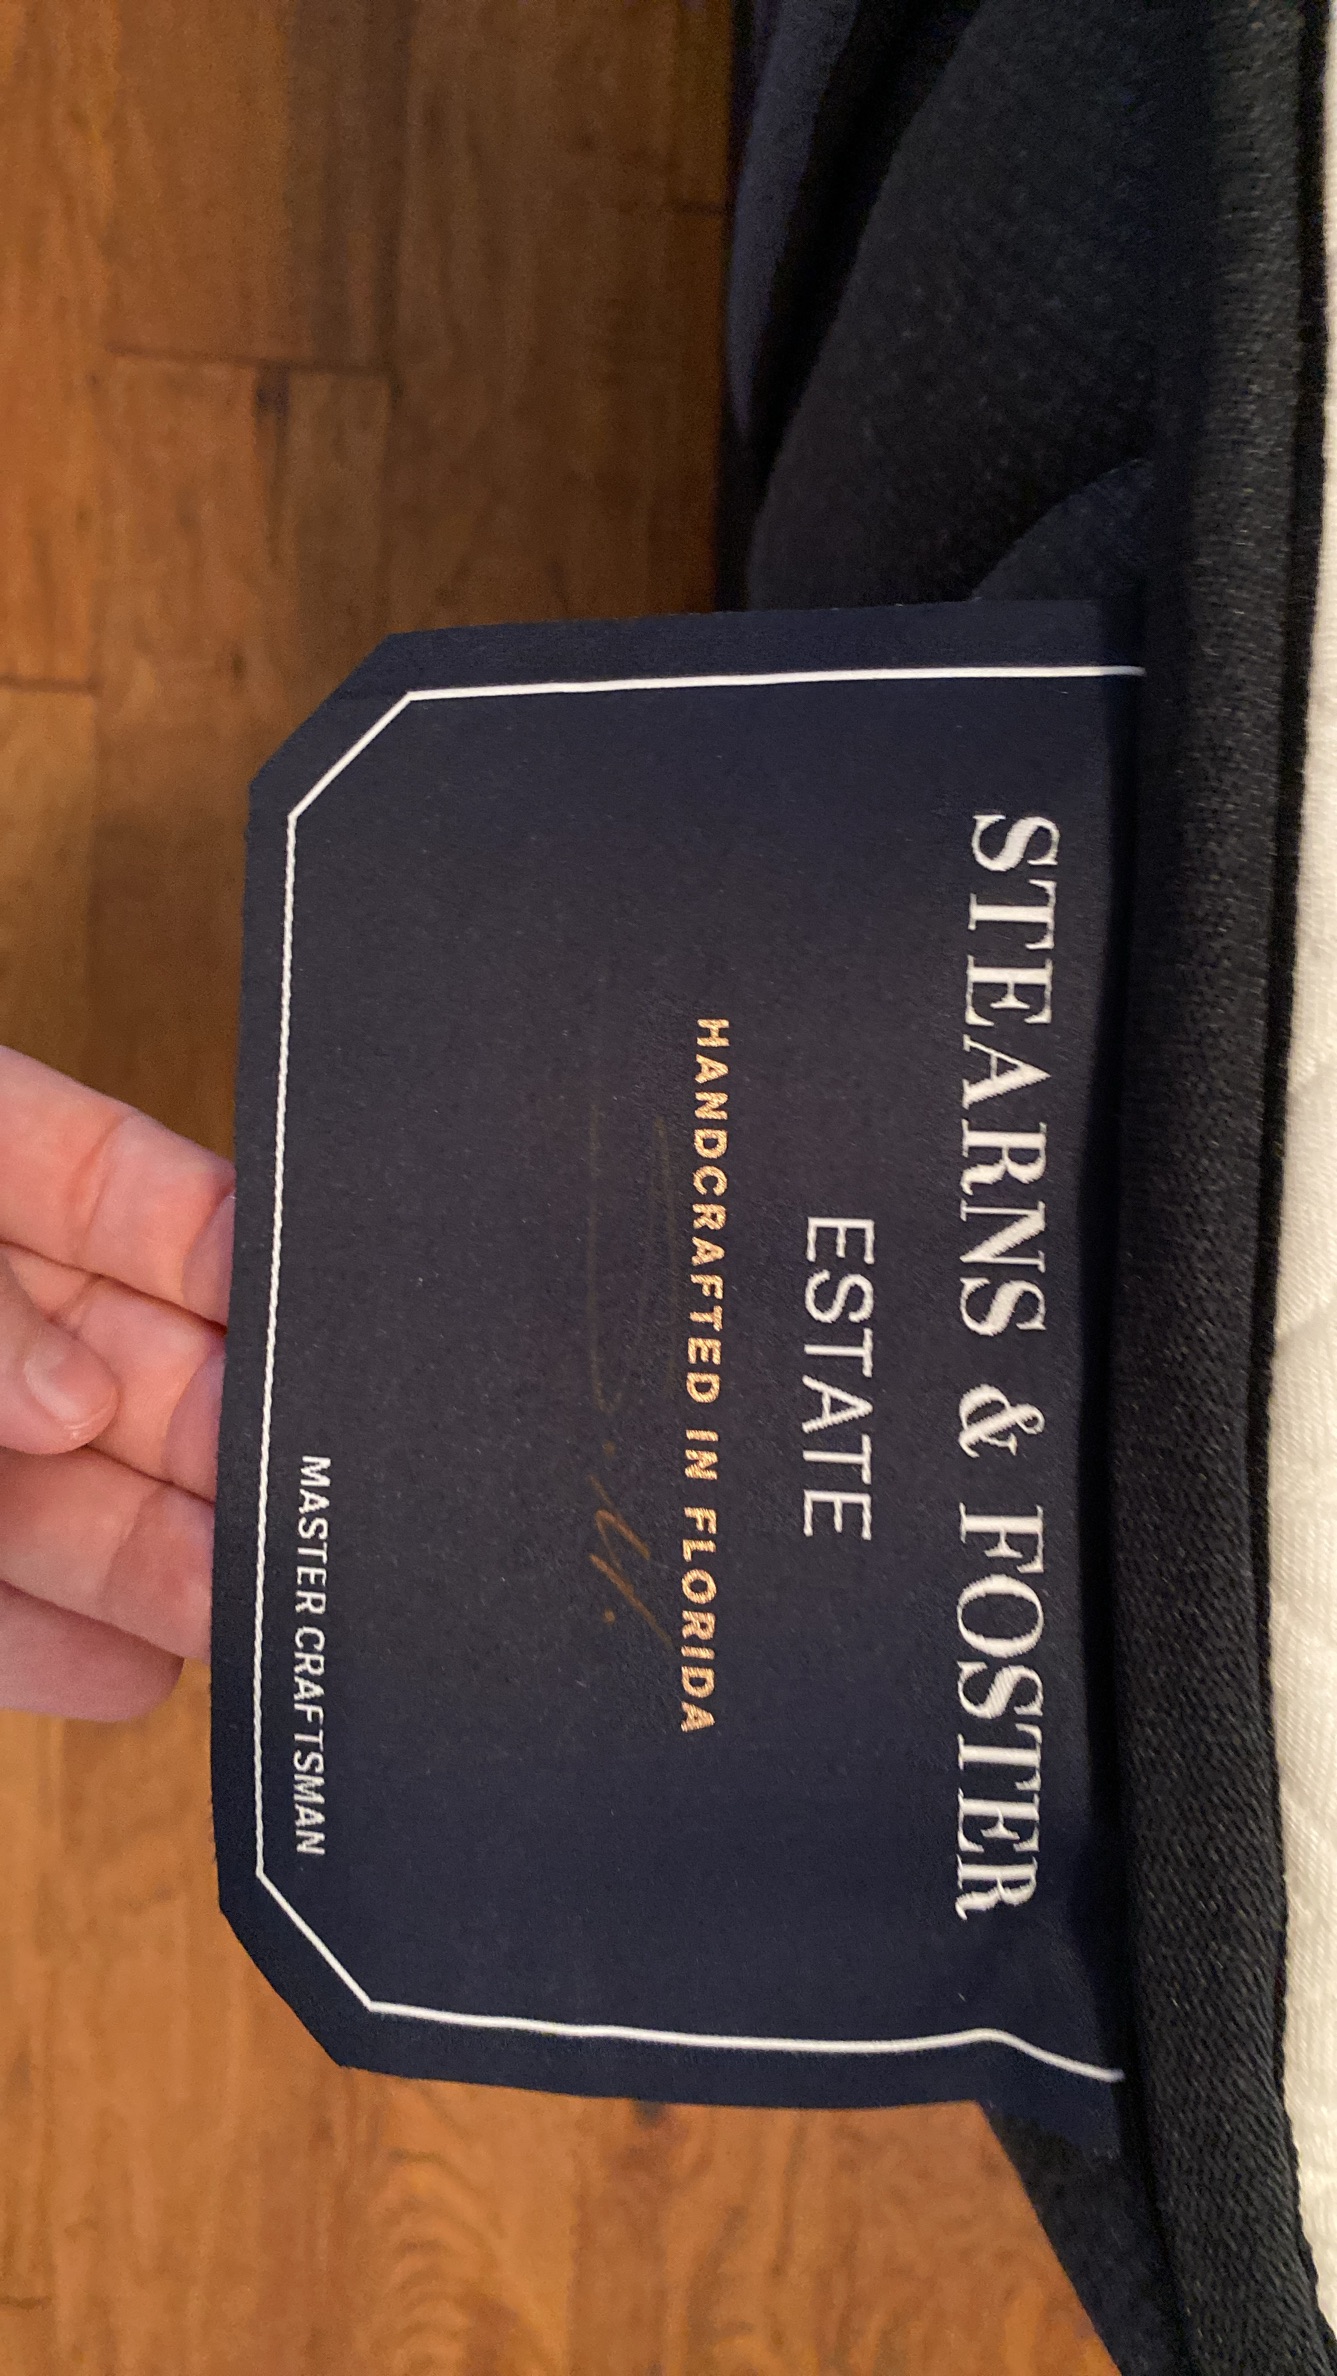 STEARNS & FOSTER
ESTATE
HANDCRAFTED IN FLORIDA
MASTER CRAFTSMAN